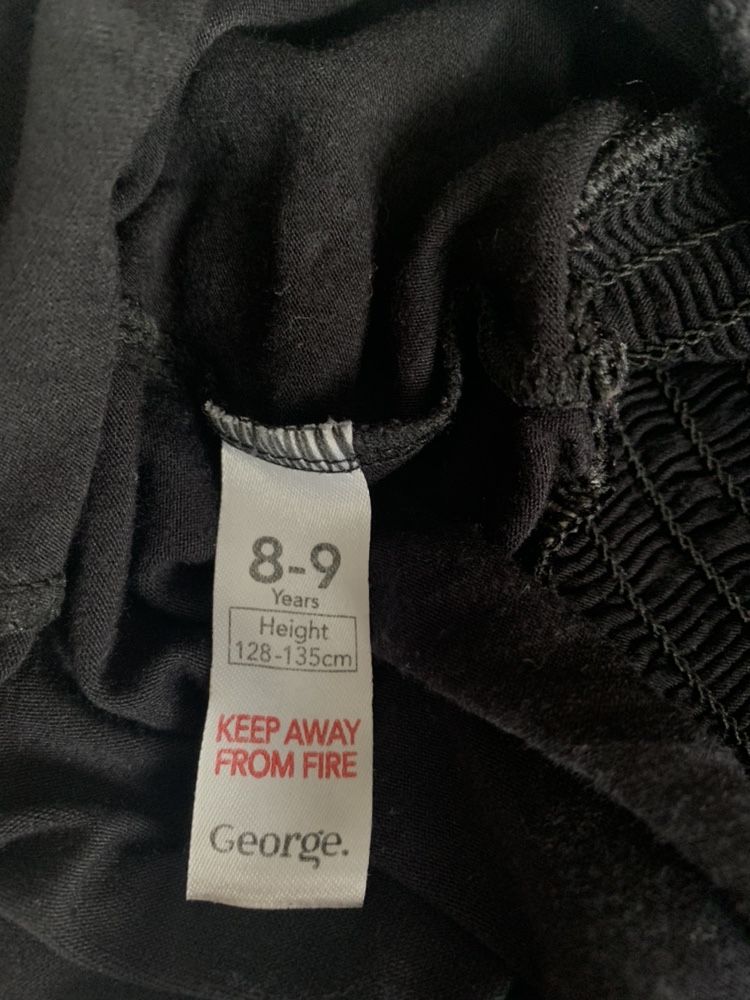 8-9
Years
Height
128-135cm
KEEP AWAY
FROM FIRE
George.